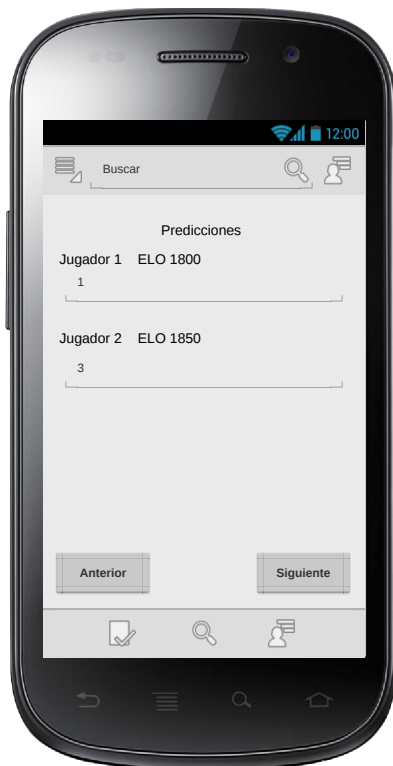 12:00
Buscar
Predicciones
Jugador 1 ELO 1800
1
Jugador 2 ELO 1850
3
Anterior Siguiente